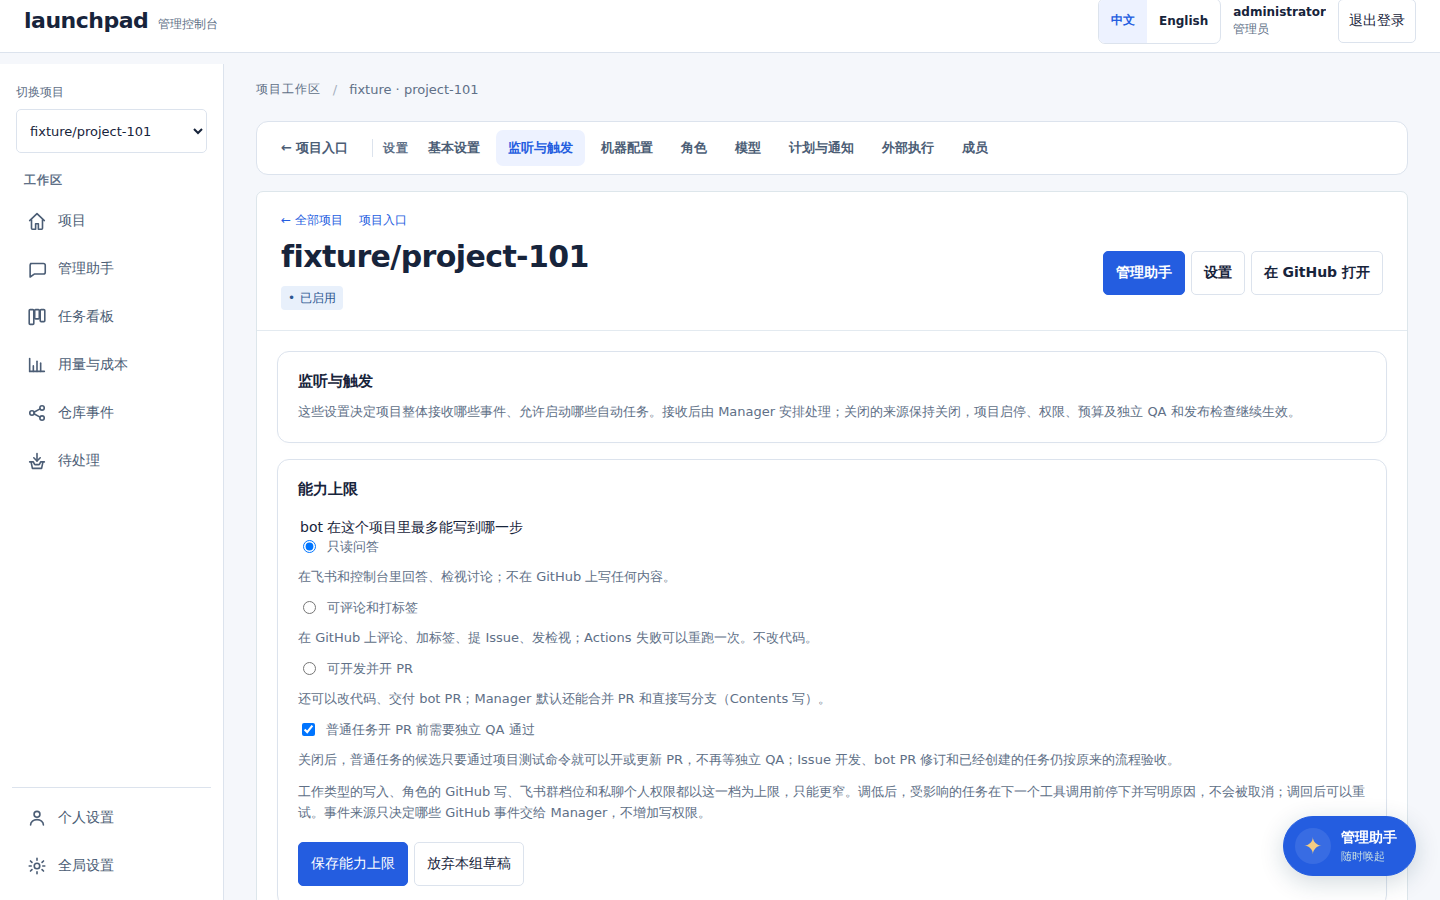 launchpad 管理控制台
中文 English
administrator
管理员
退出登录
切换项目
fixture/project-101
工作区
项目
管理助手
任务看板
用量与成本
仓库事件
待处理
个人设置
全局设置
项目工作区 / fixture · project-101
← 项目入口 设置 基本设置 监听与触发 机器配置 角色 模型 计划与通知 外部执行 成员
← 全部项目 项目入口
fixture/project-101
• 已启用
管理助手 设置 在 GitHub 打开
监听与触发
这些设置决定项目整体接收哪些事件、允许启动哪些自动任务。接收后由 Manager 安排处理；关闭的来源保持关闭，项目启停、权限、预算及独立 QA 和发布检查继续生效。
能力上限
bot 在这个项目里最多能写到哪一步
只读问答
在飞书和控制台里回答、检视讨论；不在 GitHub 上写任何内容。
可评论和打标签
在 GitHub 上评论、加标签、提 Issue、发检视；Actions 失败可以重跑一次。不改代码。
可开发并开 PR
还可以改代码、交付 bot PR；Manager 默认还能合并 PR 和直接写分支（Contents 写）。
普通任务开 PR 前需要独立 QA 通过
关闭后，普通任务的候选只要通过项目测试命令就可以开或更新 PR，不再等独立 QA；Issue 开发、bot PR 修订和已经创建的任务仍按原来的流程验收。
工作类型的写入、角色的 GitHub 写、飞书群档位和私聊个人权限都以这一档为上限，只能更窄。调低后，受影响的任务在下一个工具调用前停下并写明原因，不会被取消；调回后可以重
试。事件来源只决定哪些 GitHub 事件交给 Manager，不增加写权限。
保存能力上限 放弃本组草稿
管理助手
随时唤起